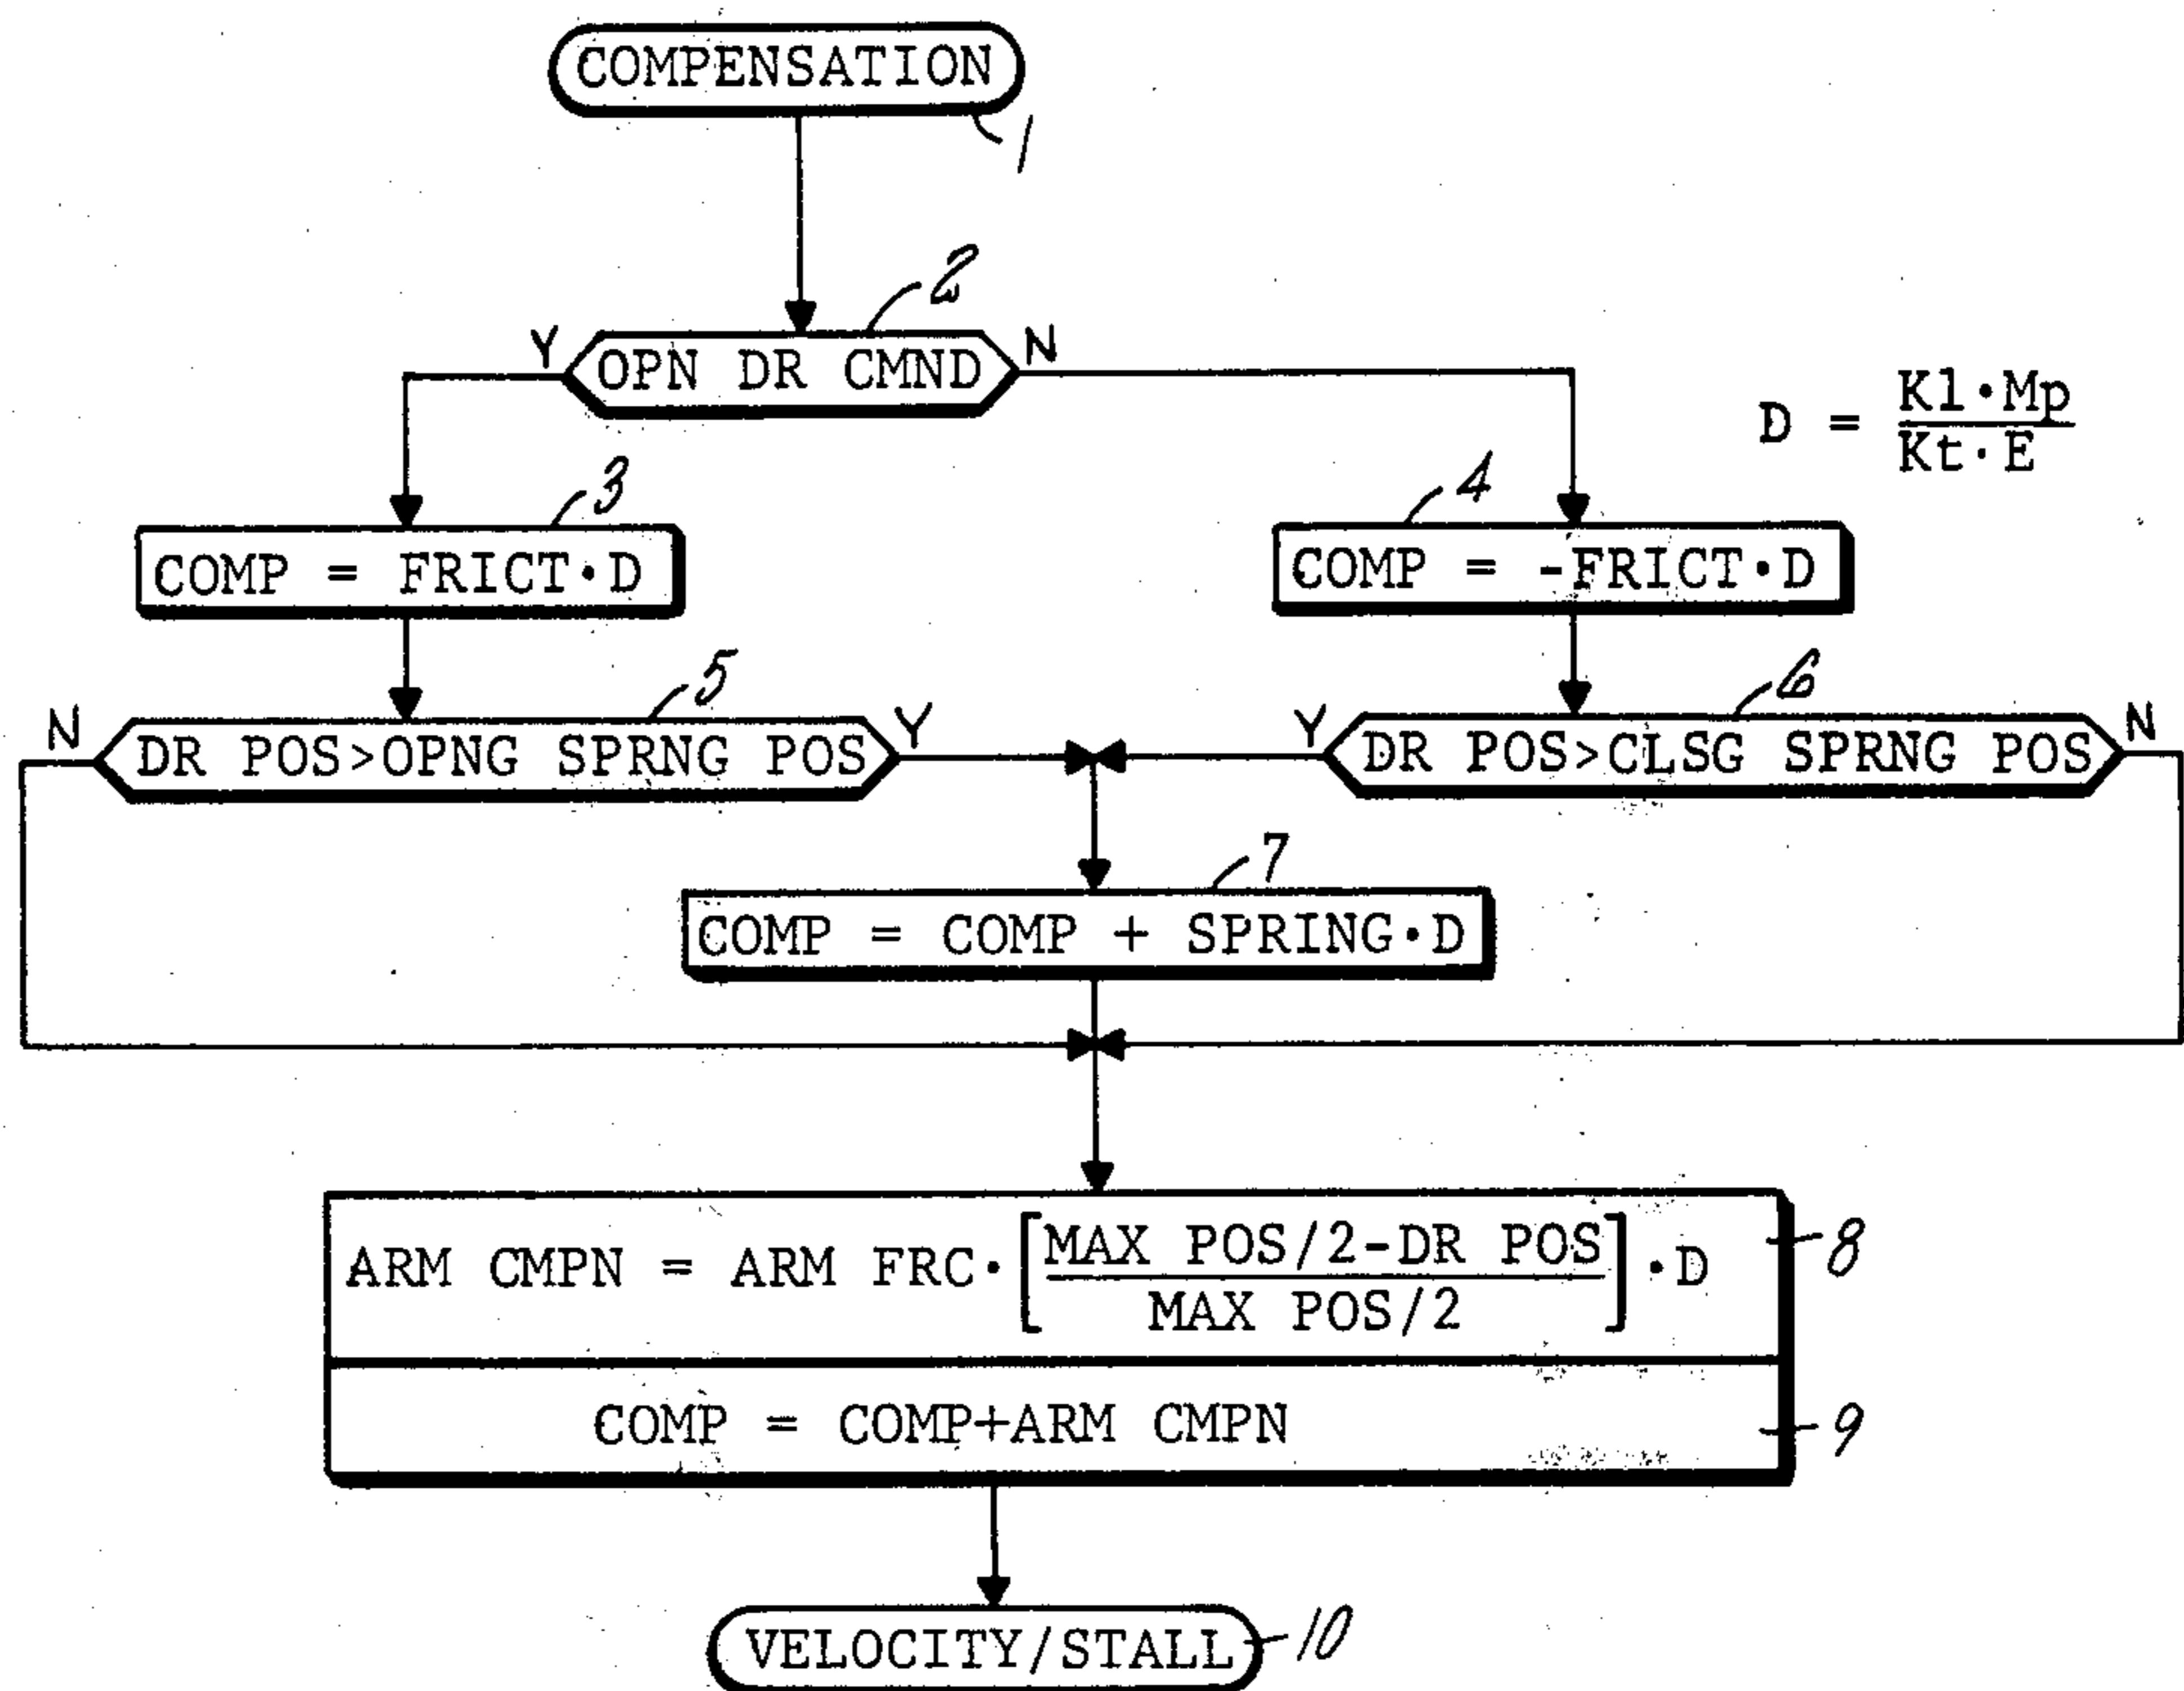 COMPENSATION
1
2
Y
OPN DR CMND
N
D = K1·Mp
Kt·E
3
4
COMP = FRICT·D
COMP = -FRICT·D
5
6
N
DR POS>OPNG SPRNG POS
Y
Y
DR POS>CLSG SPRNG POS
N
7
COMP = COMP + SPRING·D
ARM CMPN = ARM FRC·[MAX POS/2-DR POS
MAX POS/2]·D
8
COMP = COMP+ARM CMPN
9
VELOCITY/STALL
10